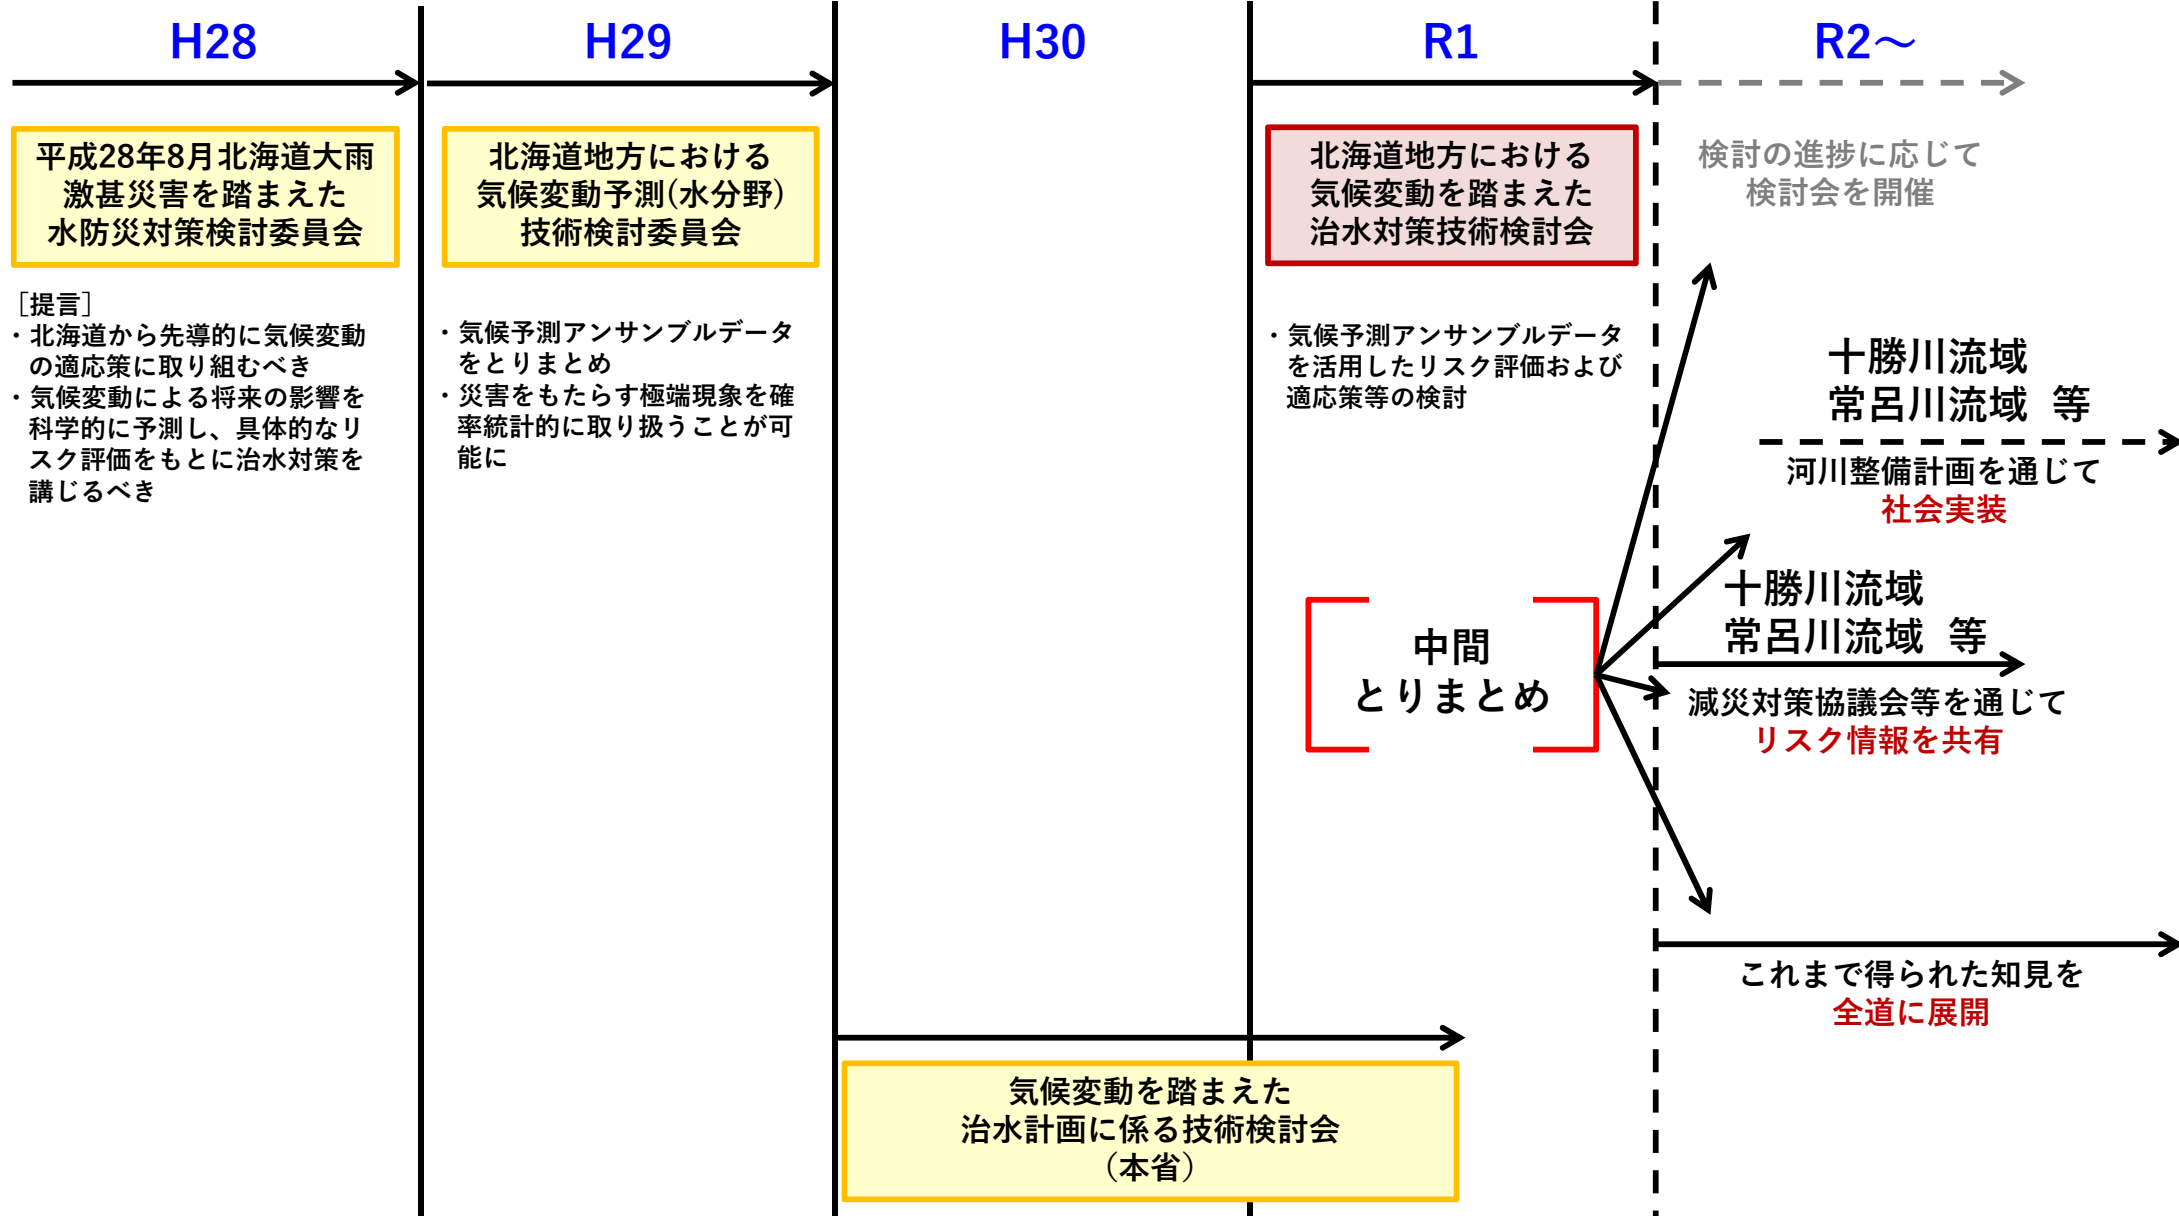 H28
H29
H30
R1
R2～
平成28年8月北海道大雨
激甚災害を踏まえた
水防災対策検討委員会
［提言］
・北海道から先導的に気候変動
の適応策に取り組むべき
・気候変動による将来の影響を
科学的に予測し、具体的なリ
スク評価をもとに治水対策を
講じるべき
北海道地方における
気候変動予測(水分野)
技術検討委員会
・気候予測アンサンブルデータ
をとりまとめ
・災害をもたらす極端現象を確
率統計的に取り扱うことが可
能に
北海道地方における
気候変動を踏まえた
治水対策技術検討会
・気候予測アンサンブルデータ
を活用したリスク評価および
適応策等の検討
検討の進捗に応じて
検討会を開催
十勝川流域
常呂川流域 等
河川整備計画を通じて
社会実装
中間
とりまとめ
十勝川流域
常呂川流域 等
減災対策協議会等を通じて
リスク情報を共有
これまで得られた知見を
全道に展開
気候変動を踏まえた
治水計画に係る技術検討会
（本省）